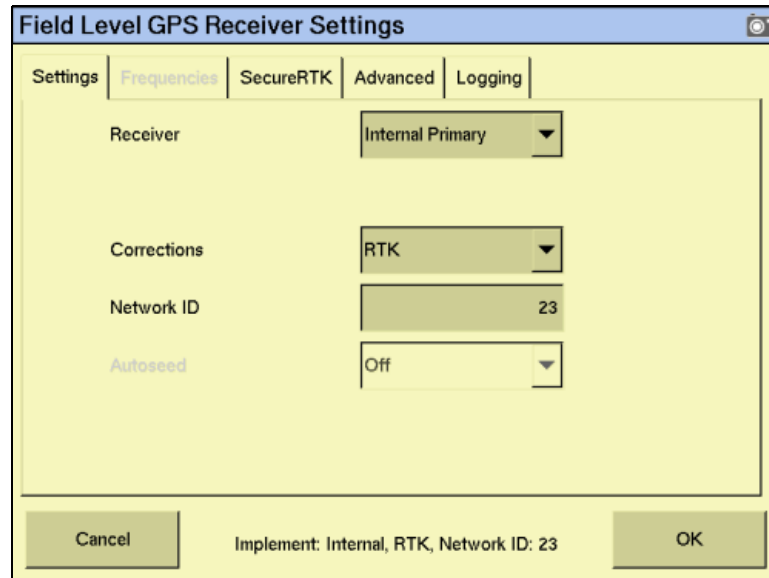 Field Level GPS Receiver Settings
Settings Frequencies SecureRTK Advanced Logging
Receiver Internal Primary
Corrections RTK
Network ID 23
Autoseed Off
Cancel Implement: Internal, RTK, Network ID: 23 OK